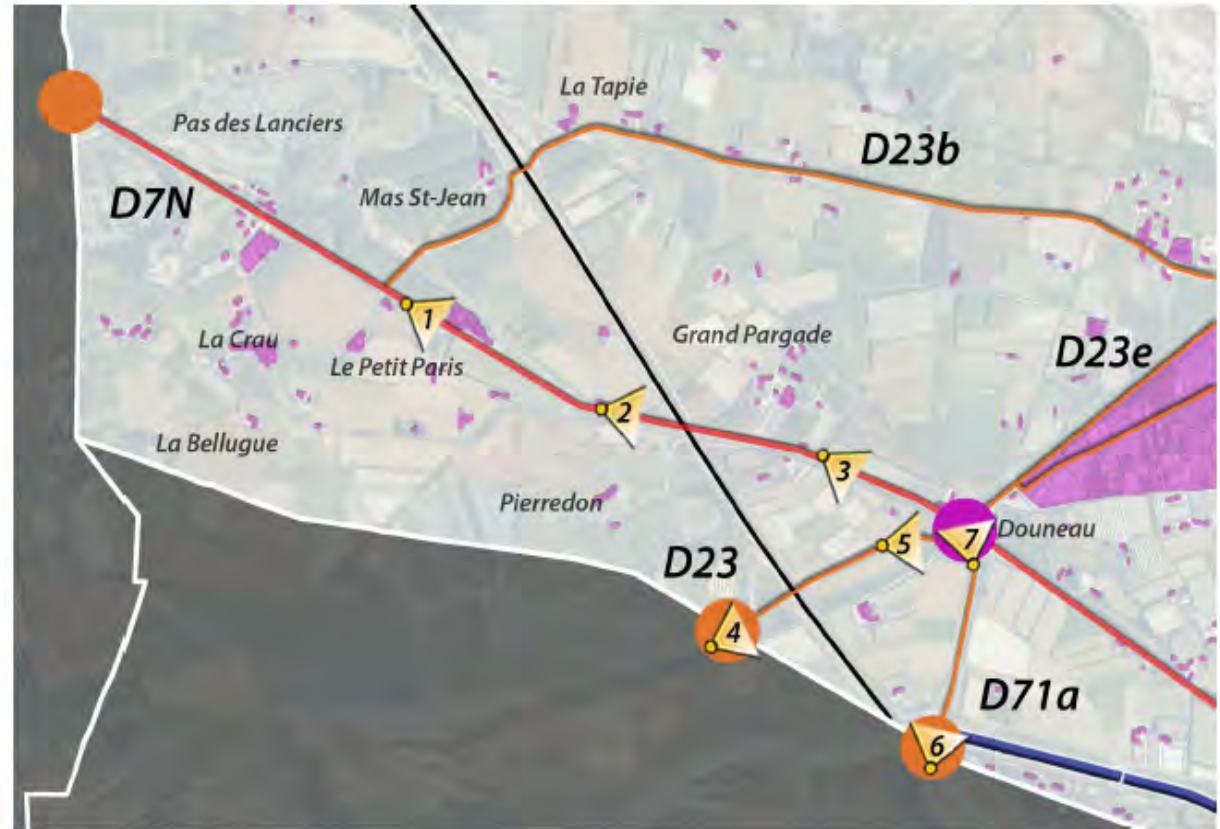 La Tapie
Pas des Lanciers
D23b
D7N
Mas St-Jean
1
La Crau
Le Petit Paris
Grand Pargade
D23e
2
La Bellugue
3
Pierredon
5
7
Douneau
D23
4
D71a
6